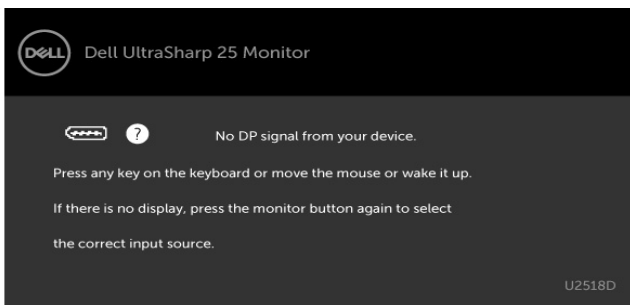 DELL
Dell UltraSharp 25 Monitor
?
No DP signal from your device.
Press any key on the keyboard or move the mouse or wake it up.
If there is no display, press the monitor button again to select
the correct input source.
U2518D